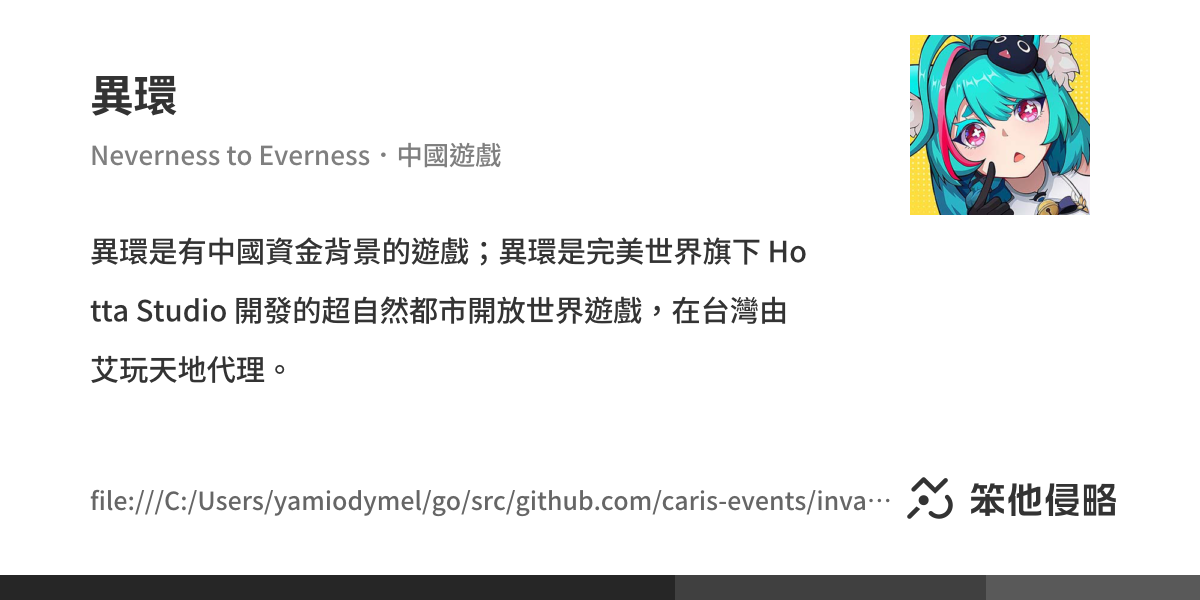 異環
Neverness to Everness・中國遊戲
異環是有中國資金背景的遊戲；異環是完美世界旗下 Ho
tta Studio 開發的超自然都市開放世界遊戲，在台灣由
艾玩天地代理。
file:///C:/Users/yamiodymel/go/src/github.com/caris-events/inva…
笨他侵略